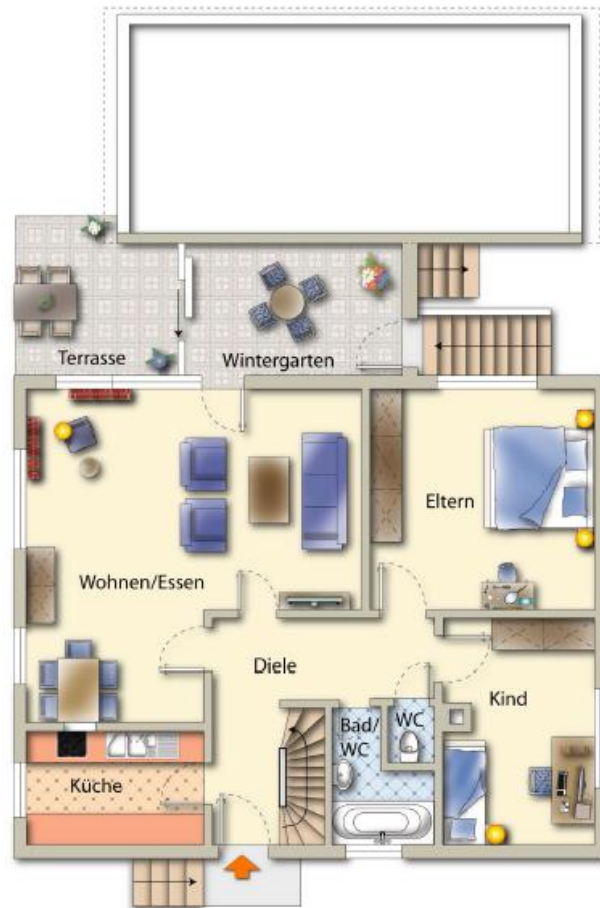 Terrasse
Wintergarten
Eltern
Wohnen/Essen
Diele
Kind
Bad/
WC
WC
Küche